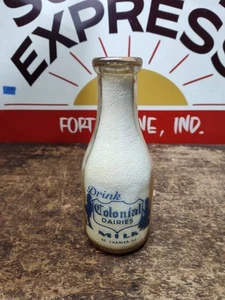 EXPRESS
FORT
NE, IND.
Drink
Colonial
DAIRIES
MILK